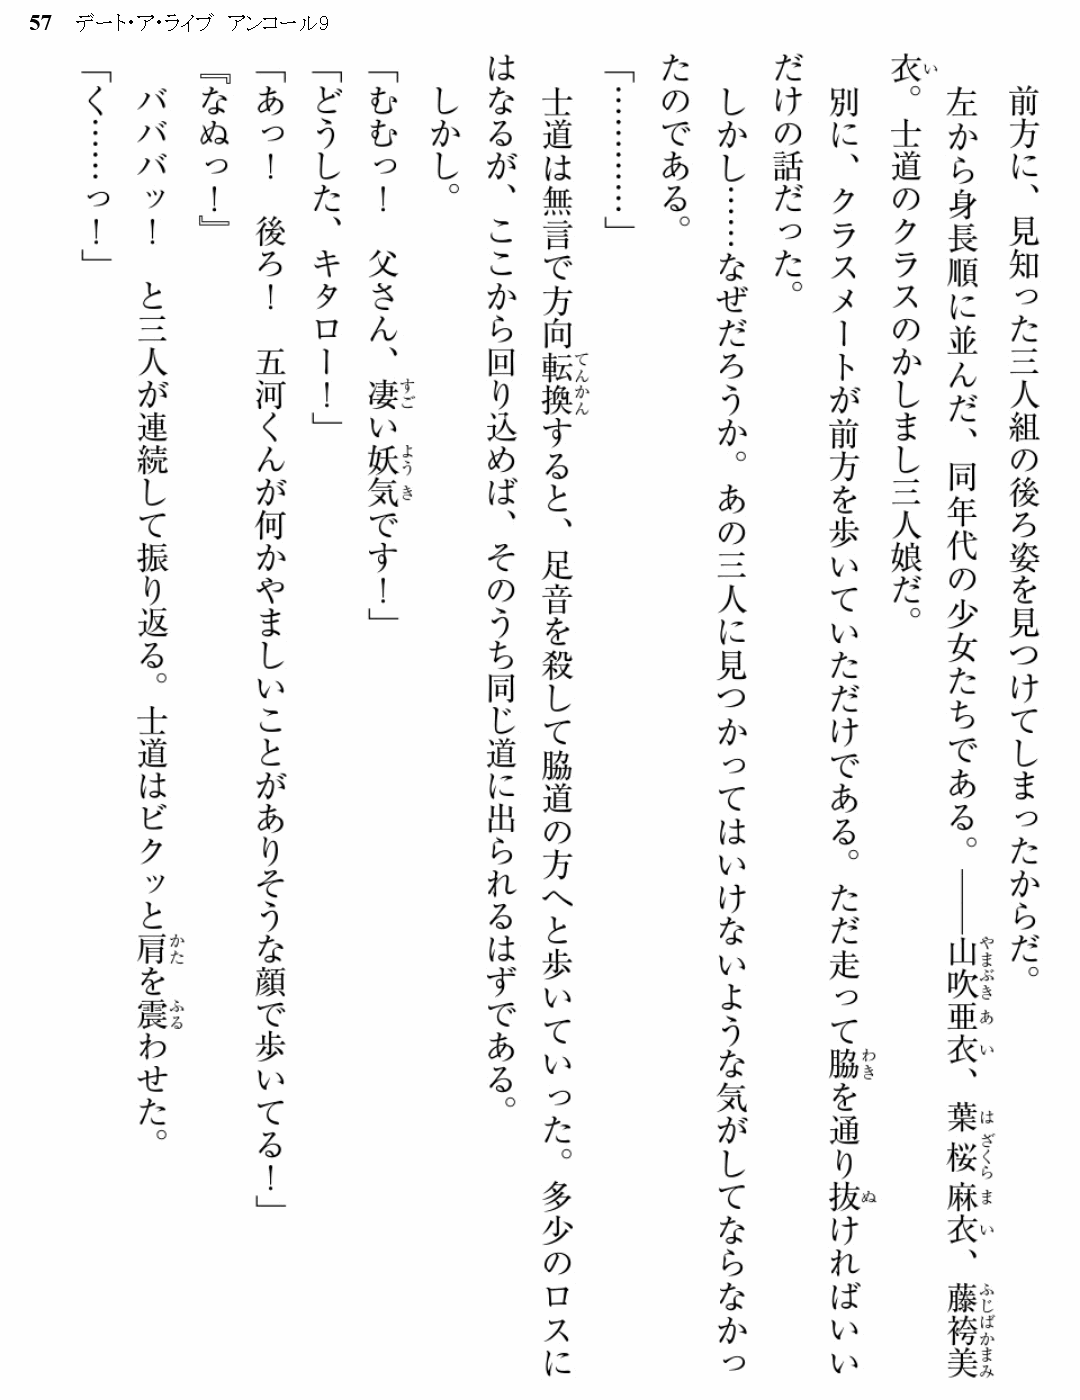 57 デート・ア・ライブ アンコール9
前方に、見知った三人組の後ろ姿を見つけてしまったからだ。
左から身長順に並んだ、同年代の少女たちである。――山吹亜衣、葉桜麻衣、藤袴美
衣。士道のクラスのかしまし三人娘だ。
別に、クラスメートが前方を歩いていただけである。ただ走って脇を通り抜ければいい
だけの話だった。
しかし……なぜだろうか。あの三人に見つかってはいけないような気がしてならなかっ
たのである。
「…………」
士道は無言で方向転換すると、足音を殺して脇道の方へと歩いていった。多少のロスに
はなるが、ここから回り込めば、そのうち同じ道に出られるはずである。
しかし。
「むむっ！　父さん、凄い妖気です！」
「どうした、キタロー！」
「あっ！　後ろ！　五河くんが何かやましいことがありそうな顔で歩いてる！」
『なぬっ！』
ババババッ！　と三人が連続して振り返る。士道はビクッと肩を震わせた。
「く……っ！」